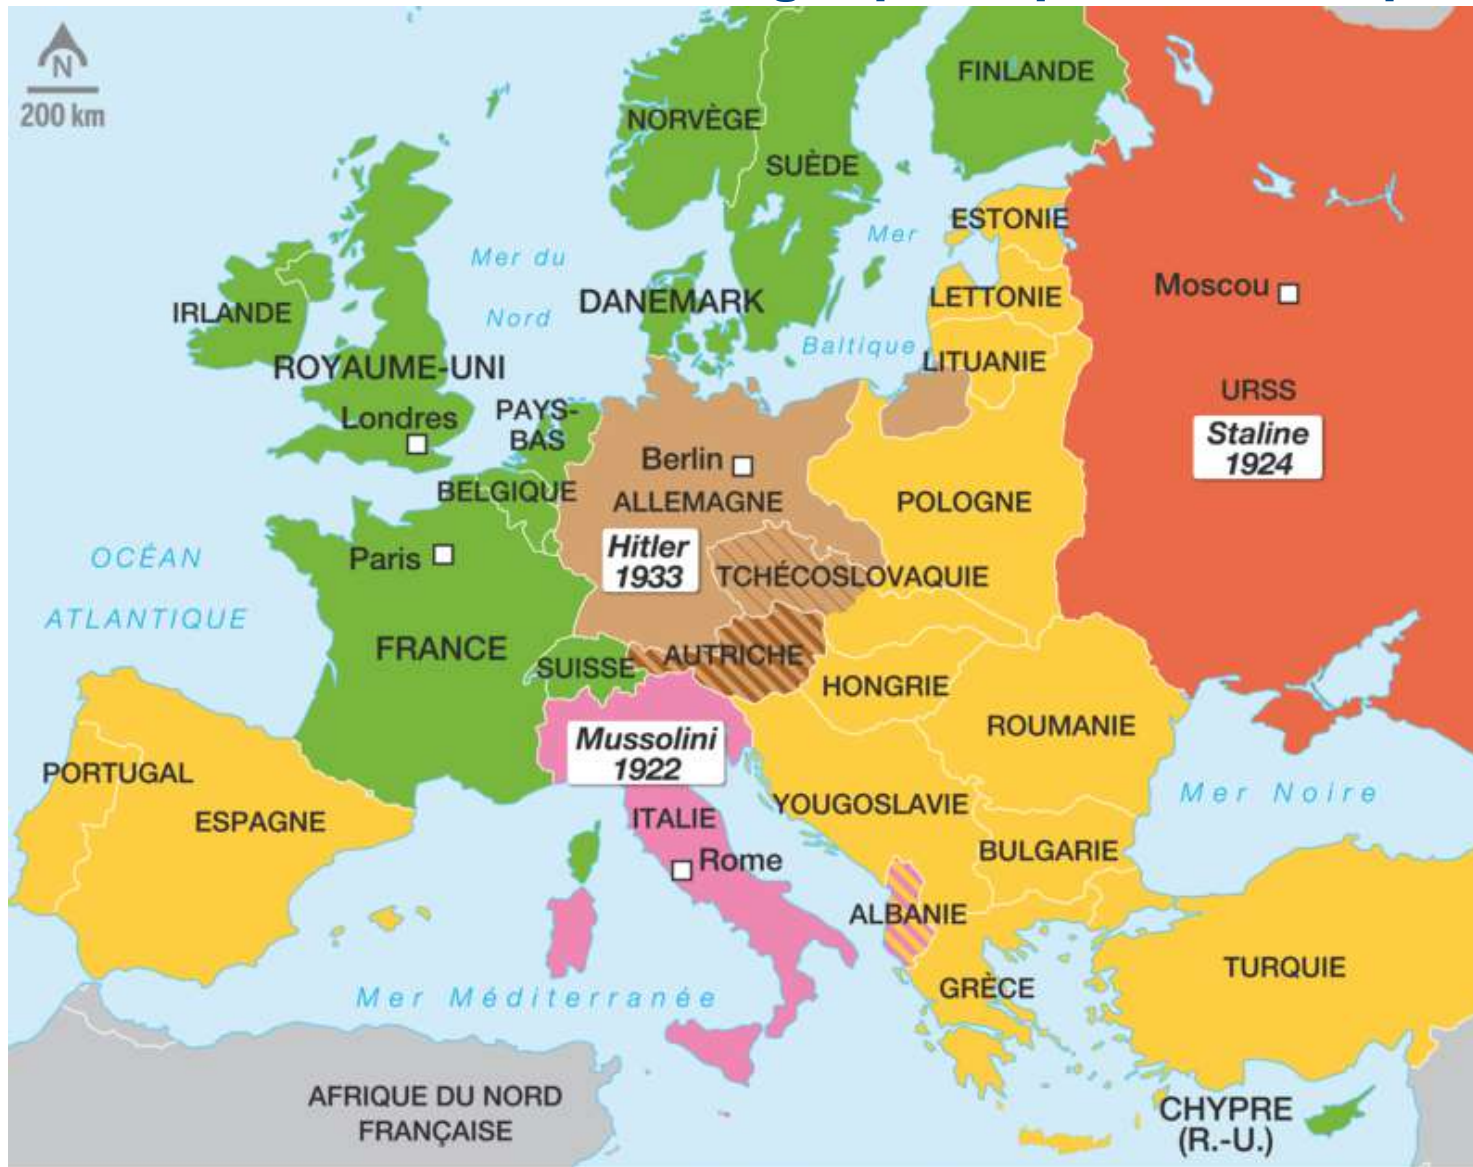 N
200 km
FINLANDE
NORVÈGE
SUÈDE
ESTONIE
Mer
Baltique
Mer du
Nord
Moscou
LETTONIE
DANEMARK
IRLANDE
LITUANIE
ROYAUME-UNI
Londres
PAYS-
BAS
URSS
Staline
1924
Berlin
ALLEMAGNE
BELGIQUE
POLOGNE
Hitler
1933
OCÉAN
ATLANTIQUE
Paris
TCHÉCOSLOVAQUIE
FRANCE
SUISSE
AUTRICHE
HONGRIE
ROUMANIE
Mussolini
1922
PORTUGAL
ESPAGNE
ITALIE
Rome
YOUGOSLAVIE
Mer Noire
BULGARIE
ALBANIE
TURQUIE
GRÈCE
Mer Méditerranée
AFRIQUE DU NORD
FRANÇAISE
CHYPRE
(R.-U.)